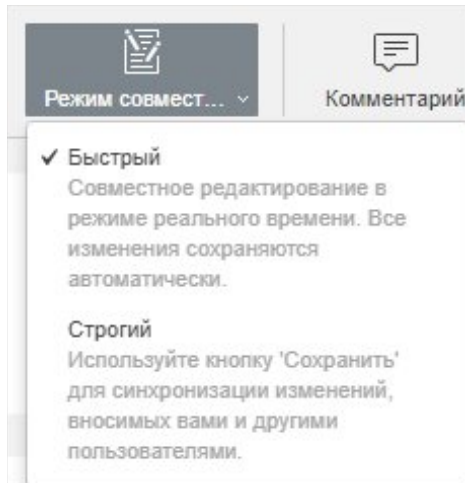 Режим совмест...
Комментарий
Быстрый
Совместное редактирование в
режиме реального времени. Все
изменения сохраняются
автоматически.
Строгий
Используйте кнопку 'Сохранить'
для синхронизации изменений,
вносимых вами и другими
пользователями.